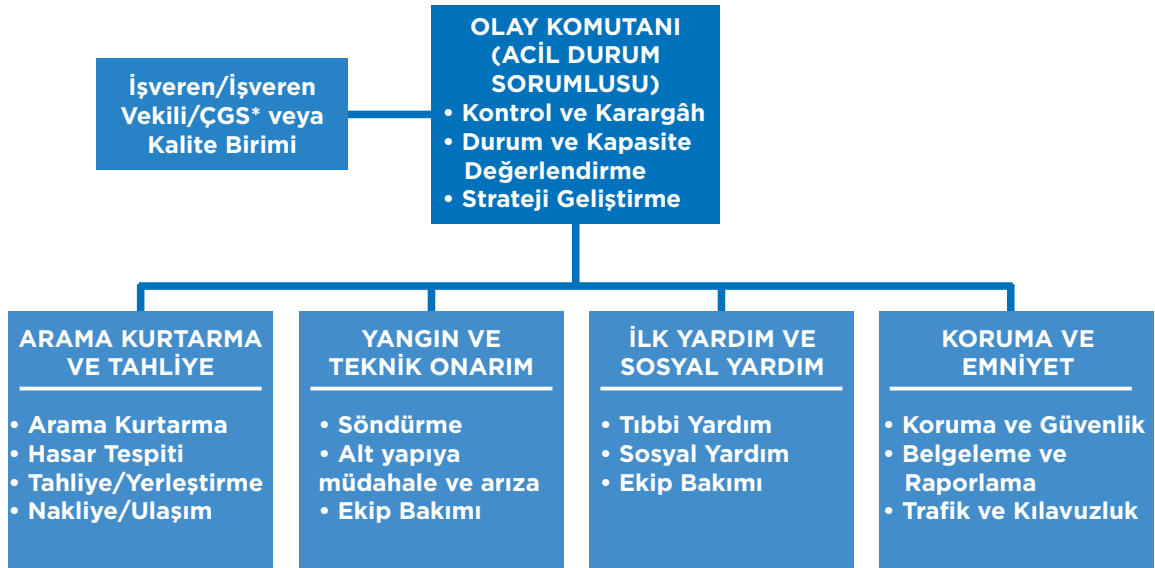 OLAY KOMUTANI
(ACİL DURUM
SORUMLUSU)
• Kontrol ve Karargâh
• Durum ve Kapasite
Değerlendirme
• Strateji Geliştirme
İşveren/İşveren
Vekili/ÇGS* veya
Kalite Birimi
ARAMA KURTARMA
VE TAHLİYE
• Arama Kurtarma
• Hasar Tespiti
• Tahliye/Yerleştirme
• Nakliye/Ulaşım
YANGIN VE
TEKNİK ONARIM
• Söndürme
• Alt yapıya
müdahale ve arıza
• Ekip Bakımı
İLK YARDIM VE
SOSYAL YARDIM
• Tıbbi Yardım
• Sosyal Yardım
• Ekip Bakımı
KORUMA VE
EMNİYET
• Koruma ve Güvenlik
• Belgeleme ve
Raporlama
• Trafik ve Kılavuzluk